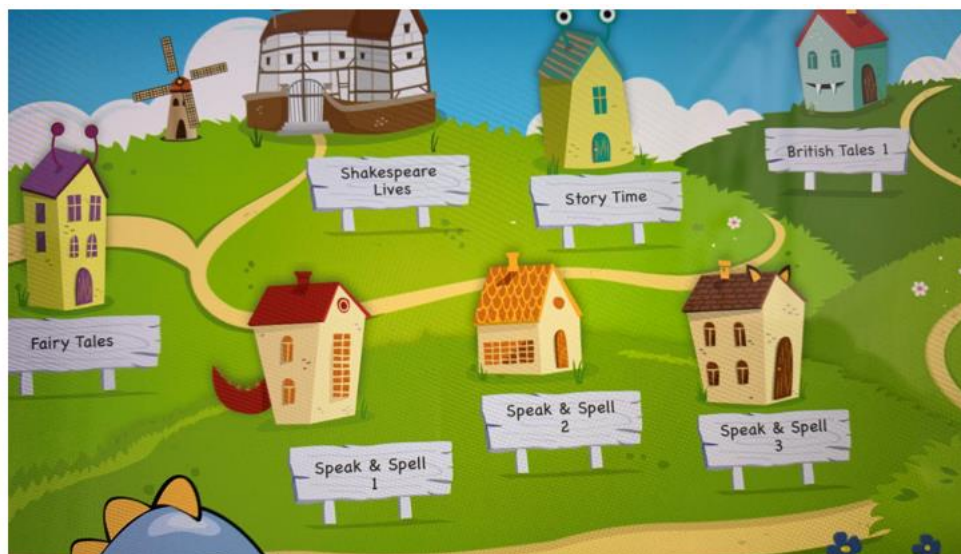 Shakespeare
Lives
Story Time
British Tales 1
Fairy Tales
Speak & Spell
1
Speak & Spell
2
Speak & Spell
3